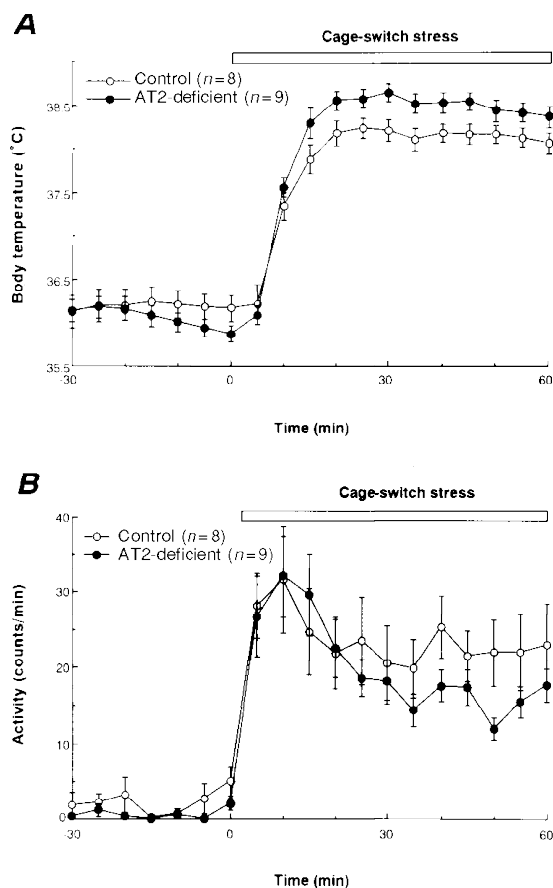 A
Cage-switch stress
Control (n=8)
AT2-deficient (n=9)
38.5
37.5
36.5
35.5
Body temperature (°C)
-30
0
30
60
Time (min)
B
Cage-switch stress
Control (n=8)
AT2-deficient (n=9)
40
30
20
10
0
Activity (counts/min)
-30
0
30
60
Time (min)